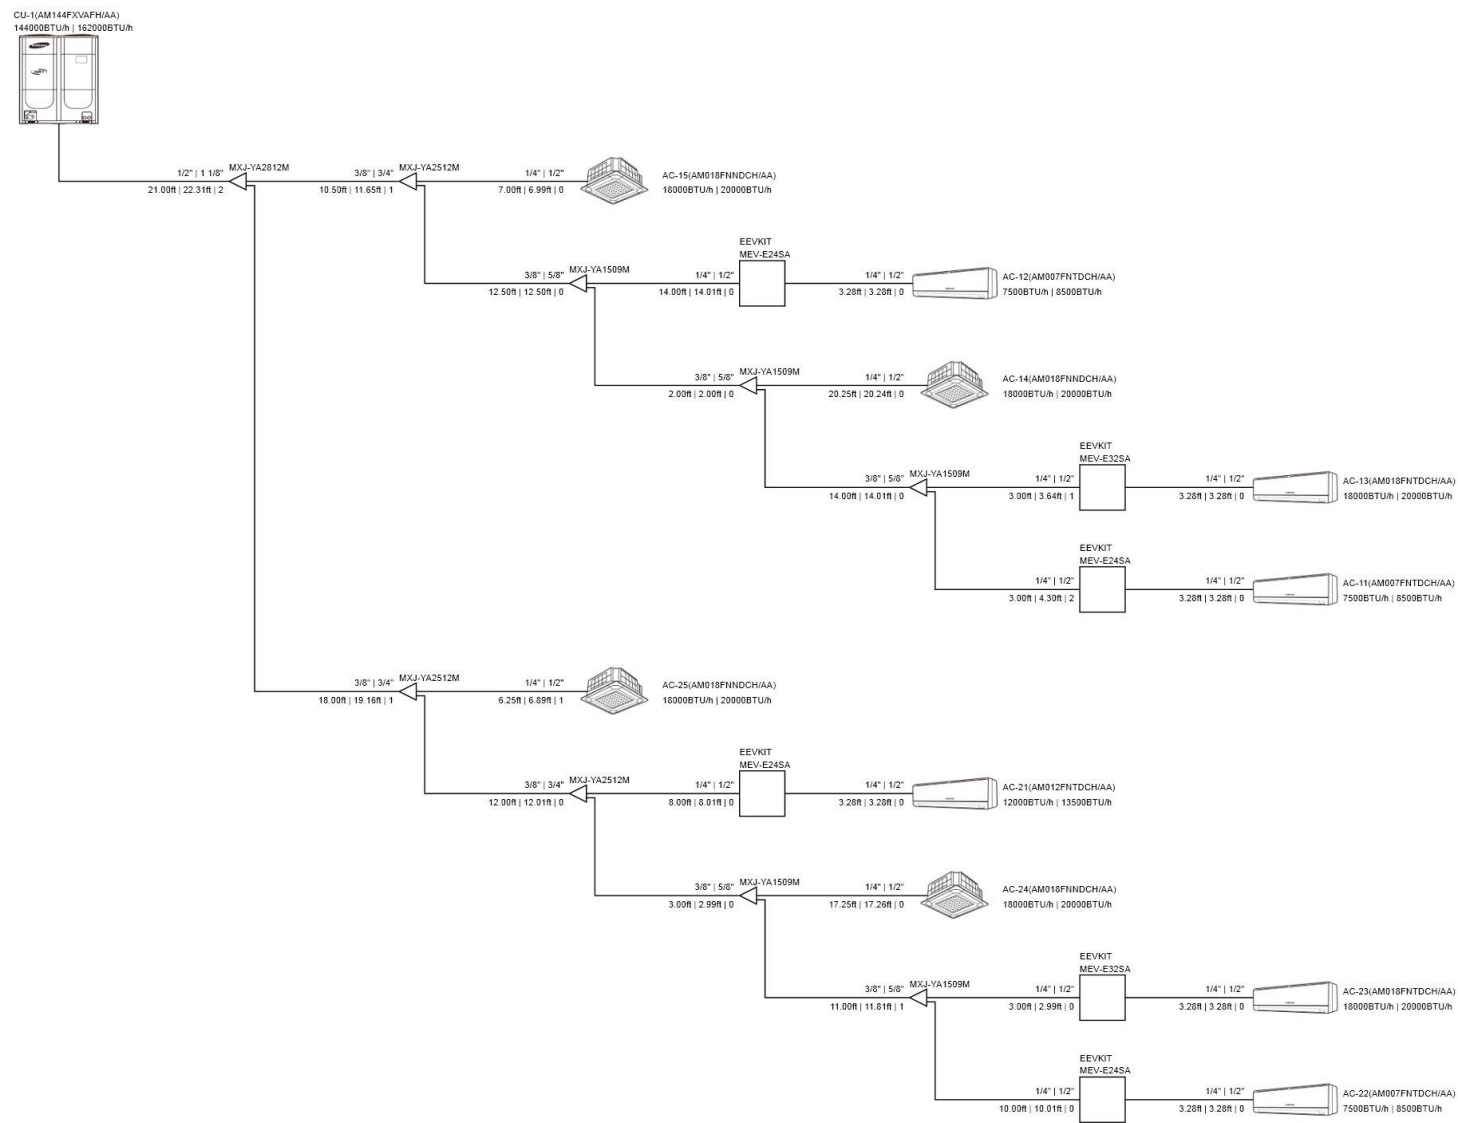 CU-1(AM144FXVAFH/AA)
144000BTU/h | 162000BTU/h
SAMSUNG
1/2" | 1 1/8"
MXJ-YA2812M
21.00ft | 22.31ft | 2
3/8" | 3/4"
MXJ-YA2512M
10.50ft | 11.65ft | 1
1/4" | 1/2"
7.00ft | 6.99ft | 0
AC-15(AM018FNNDCH/AA)
18000BTU/h | 20000BTU/h
3/8" | 5/8"
MXJ-YA1509M
12.50ft | 12.50ft | 0
EEVKIT
MEV-E24SA
1/4" | 1/2"
14.00ft | 14.01ft | 0
1/4" | 1/2"
3.28ft | 3.28ft | 0
AC-12(AM007FNTDCH/AA)
7500BTU/h | 8500BTU/h
3/8" | 5/8"
MXJ-YA1509M
2.00ft | 2.00ft | 0
1/4" | 1/2"
20.25ft | 20.24ft | 0
AC-14(AM018FNNDCH/AA)
18000BTU/h | 20000BTU/h
3/8" | 5/8"
MXJ-YA1509M
14.00ft | 14.01ft | 0
EEVKIT
MEV-E32SA
1/4" | 1/2"
3.00ft | 3.64ft | 1
1/4" | 1/2"
3.28ft | 3.28ft | 0
AC-13(AM018FNTDCH/AA)
18000BTU/h | 20000BTU/h
EEVKIT
MEV-E24SA
1/4" | 1/2"
3.00ft | 4.30ft | 2
1/4" | 1/2"
3.28ft | 3.28ft | 0
AC-11(AM007FNTDCH/AA)
7500BTU/h | 8500BTU/h
3/8" | 3/4"
MXJ-YA2512M
18.00ft | 19.16ft | 1
1/4" | 1/2"
6.25ft | 6.89ft | 1
AC-25(AM018FNNDCH/AA)
18000BTU/h | 20000BTU/h
3/8" | 3/4"
MXJ-YA2512M
12.00ft | 12.01ft | 0
EEVKIT
MEV-E24SA
1/4" | 1/2"
8.00ft | 8.01ft | 0
1/4" | 1/2"
3.28ft | 3.28ft | 0
AC-21(AM012FNTDCH/AA)
12000BTU/h | 13500BTU/h
3/8" | 5/8"
MXJ-YA1509M
3.00ft | 2.99ft | 0
1/4" | 1/2"
17.25ft | 17.26ft | 0
AC-24(AM018FNNDCH/AA)
18000BTU/h | 20000BTU/h
3/8" | 5/8"
MXJ-YA1509M
11.00ft | 11.81ft | 1
EEVKIT
MEV-E32SA
1/4" | 1/2"
3.00ft | 2.99ft | 0
1/4" | 1/2"
3.28ft | 3.28ft | 0
AC-23(AM018FNTDCH/AA)
18000BTU/h | 20000BTU/h
EEVKIT
MEV-E24SA
1/4" | 1/2"
10.00ft | 10.01ft | 0
1/4" | 1/2"
3.28ft | 3.28ft | 0
AC-22(AM007FNTDCH/AA)
7500BTU/h | 8500BTU/h